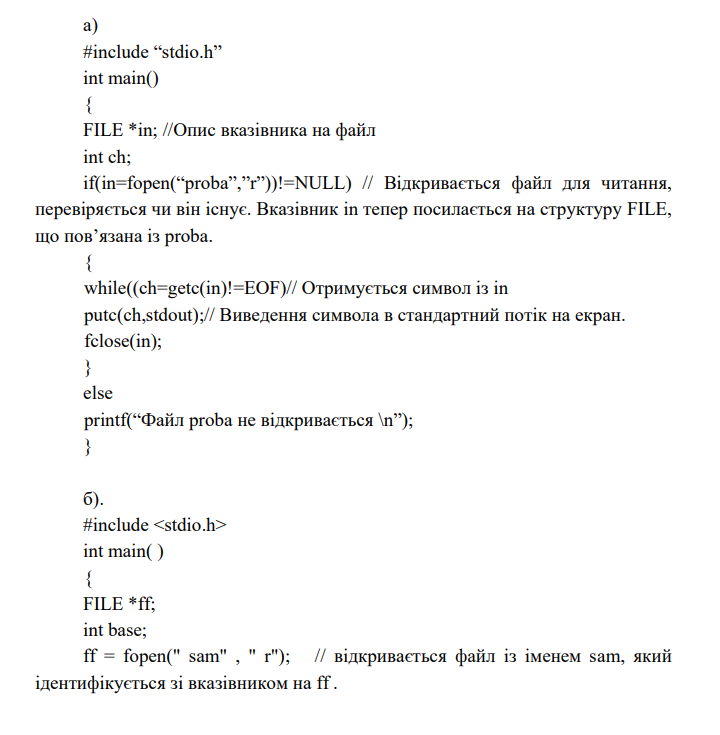 а)
#include “stdio.h”
int main()
{
FILE *in; //Опис вказівника на файл
int ch;
if(in=fopen(“proba”,”r”))!=NULL) // Відкривається файл для читання,
перевіряється чи він існує. Вказівник in тепер посилається на структуру FILE,
що пов’язана із proba.
{
while((ch=getc(in)!=EOF)// Отримується символ із in
putc(ch,stdout);// Виведення символа в стандартний потік на екран.
fclose(in);
}
else
printf(“Файл proba не відкривається \n”);
}
б).
#include <stdio.h>
int main( )
{
FILE *ff;
int base;
ff = fopen(" sam" , " r"); // відкривається файл із іменем sam, який
ідентифікується зі вказівником на ff .